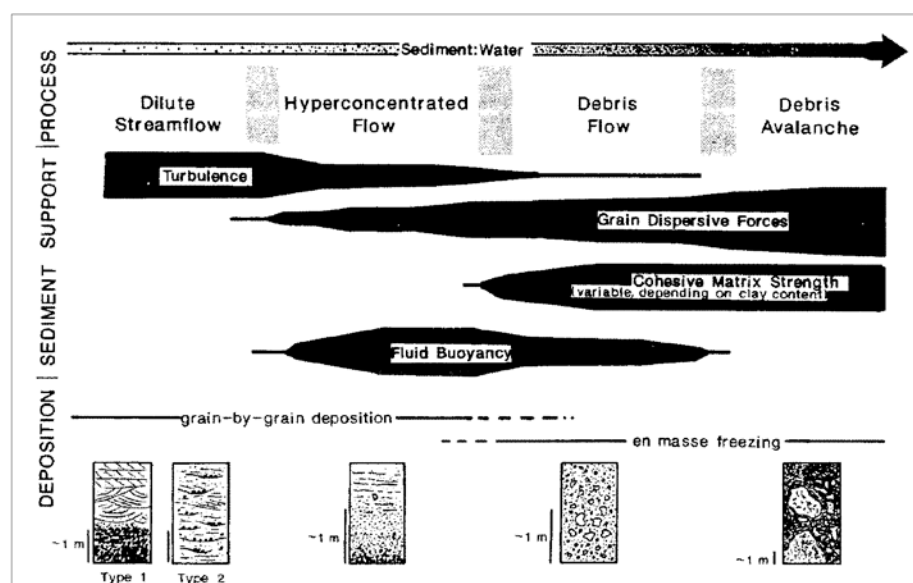 Sediment:Water
Dilute
Streamflow
Hyperconcentrated
Flow
Debris
Flow
Debris
Avalanche
Turbulence
Grain Dispersive Forces
Cohesive Matrix Strength
(variable, depending on clay content)
Fluid Buoyancy
grain-by-grain deposition
en masse freezing
DEPOSITION | SEDIMENT SUPPORT | PROCESS
~1 m
~1 m
~1 m
~1 m
Type 1
Type 2